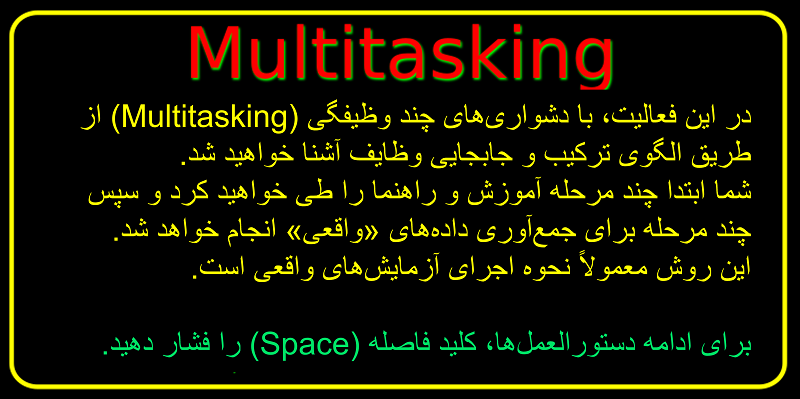 Multitasking
در این فعالیت، با دشواری‌های چند وظیفگی (Multitasking) از
طریق الگوی ترکیب و جابجایی وظایف آشنا خواهید شد.
شما ابتدا چند مرحله آموزش و راهنما را طی خواهید کرد و سپس
چند مرحله برای جمع‌آوری داده‌های «واقعی» انجام خواهد شد.
این روش معمولاً نحوه اجرای آزمایش‌های واقعی است.
برای ادامه دستورالعمل‌ها، کلید فاصله (Space) را فشار دهید.